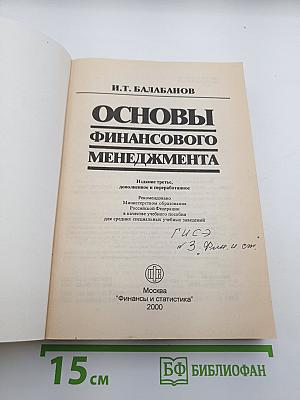 И.Т. БАЛАБАНОВ
ОСНОВЫ
ФИНАНСОВОГО
МЕНЕДЖМЕНТА
Издание третье,
дополненное и переработанное
Рекомендовано
Министерством образования
Российской Федерации
в качестве учебного пособия
для средних специальных учебных заведений
Москва
"Финансы и статистика"
2000
15 см
БФ БИБЛИОФАН